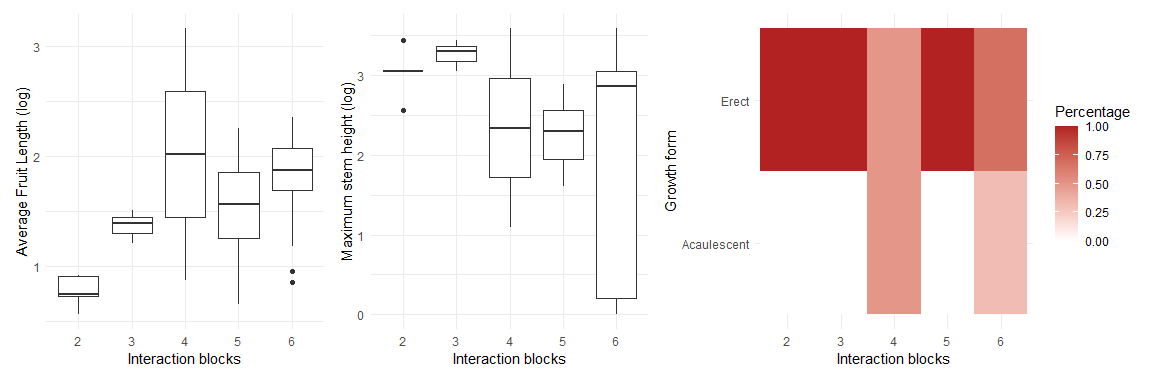 Average Fruit Length (log)
3
2
1
2 3 4 5 6
Interaction blocks
Maximum stem height (log)
3
2
1
0
2 3 4 5 6
Interaction blocks
Growth form
Erect
Acaulescent
2 3 4 5 6
Interaction blocks
Percentage
1.00
0.75
0.50
0.25
0.00